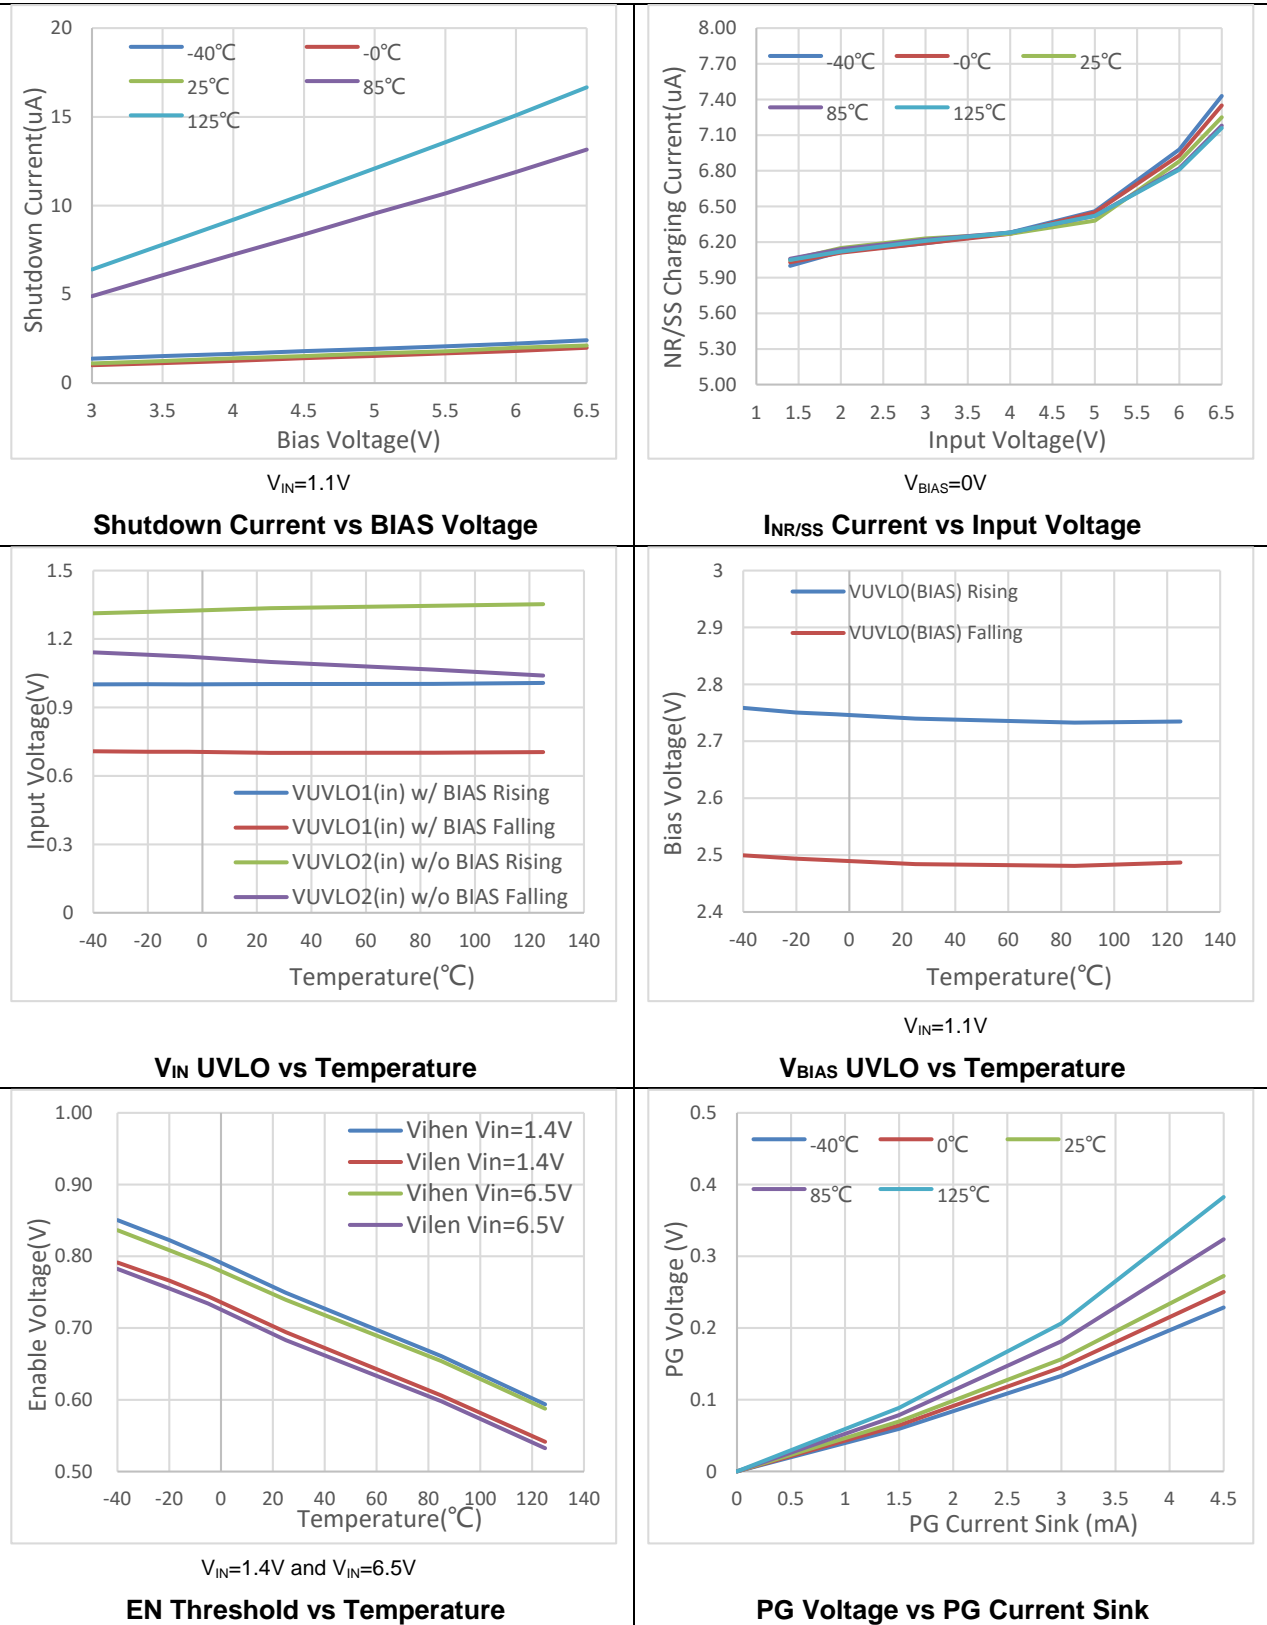 20
15
10
5
0
3 3.5 4 4.5 5 5.5 6 6.5
Shutdown Current(uA)
Bias Voltage(V)
-40℃ -0℃
25℃ 85℃
125℃
VIN=1.1V
Shutdown Current vs BIAS Voltage
8.00
7.70
7.40
7.10
6.80
6.50
6.20
5.90
5.60
5.30
5.00
1 1.5 2 2.5 3 3.5 4 4.5 5 5.5 6 6.5
NR/SS Charging Current(uA)
Input Voltage(V)
-40℃ -0℃ 25℃
85℃ 125℃
VBIAS=0V
INR/SS Current vs Input Voltage
1.5
1.2
0.9
0.6
0.3
0
-40 -20 0 20 40 60 80 100 120 140
Input Voltage(V)
Temperature(℃)
VUVLO1(in) w/ BIAS Rising
VUVLO1(in) w/ BIAS Falling
VUVLO2(in) w/o BIAS Rising
VUVLO2(in) w/o BIAS Falling
VIN UVLO vs Temperature
3
2.9
2.8
2.7
2.6
2.5
2.4
-40 -20 0 20 40 60 80 100 120 140
Bias Voltage(V)
Temperature(℃)
VUVLO(BIAS) Rising
VUVLO(BIAS) Falling
VIN=1.1V
VBIAS UVLO vs Temperature
1.00
0.90
0.80
0.70
0.60
0.50
-40 -20 0 20 40 60 80 100 120 140
Enable Voltage(V)
Temperature(℃)
Vihen Vin=1.4V
Vilen Vin=1.4V
Vihen Vin=6.5V
Vilen Vin=6.5V
VIN=1.4V and VIN=6.5V
EN Threshold vs Temperature
0.5
0.4
0.3
0.2
0.1
0
0 0.5 1 1.5 2 2.5 3 3.5 4 4.5
PG Voltage (V)
PG Current Sink (mA)
-40℃ 0℃ 25℃
85℃ 125℃
PG Voltage vs PG Current Sink